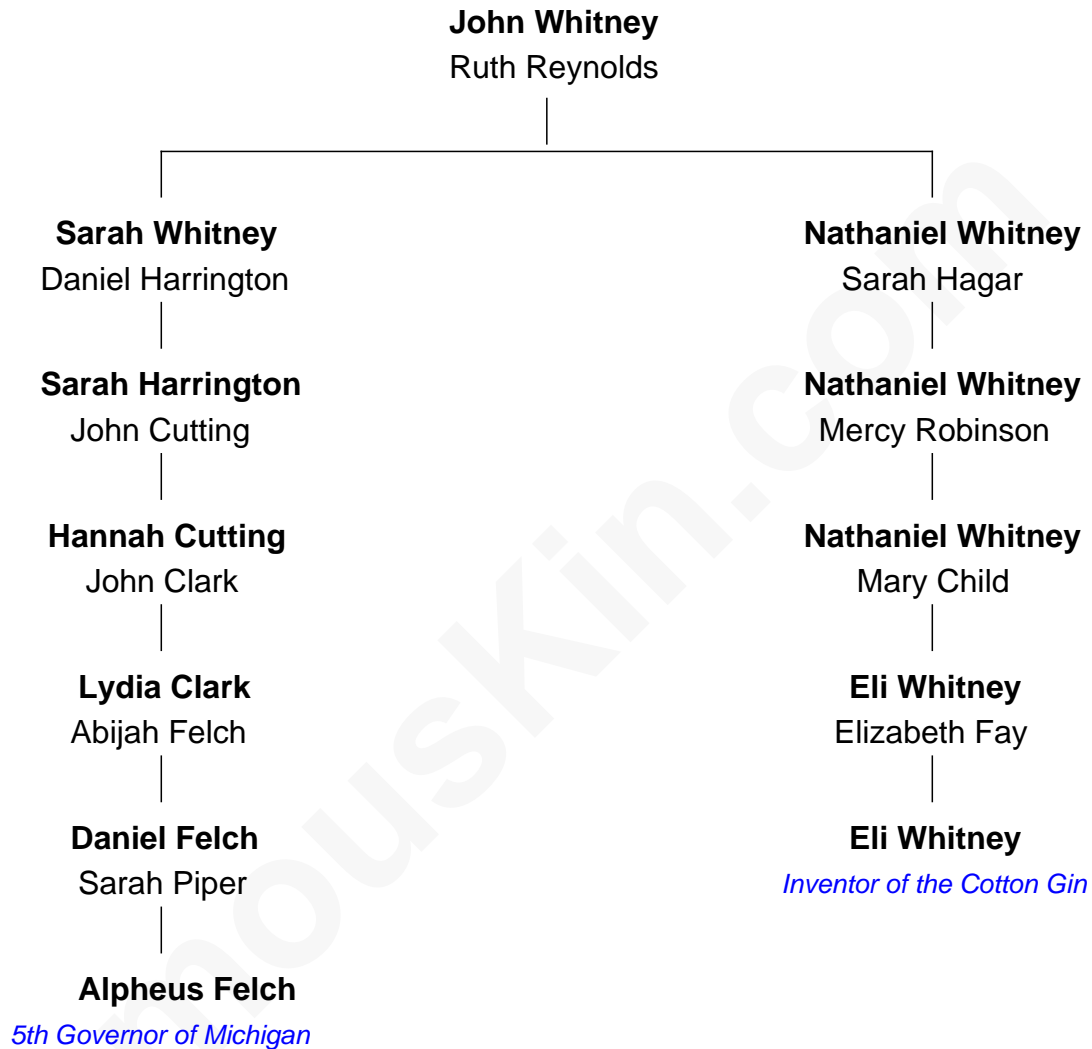 John Whitney
Ruth Reynolds
Sarah Whitney
Daniel Harrington
Nathaniel Whitney
Sarah Hagar
Sarah Harrington
John Cutting
Nathaniel Whitney
Mercy Robinson
Hannah Cutting
John Clark
Nathaniel Whitney
Mary Child
Lydia Clark
Abijah Felch
Eli Whitney
Elizabeth Fay
Daniel Felch
Sarah Piper
Eli Whitney
Inventor of the Cotton Gin
Alpheus Felch
5th Governor of Michigan
mousKin.com